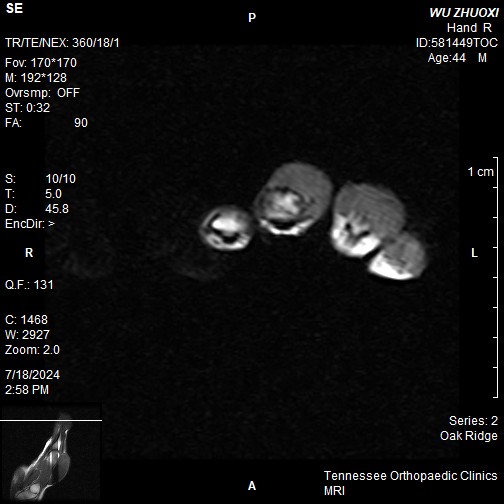 SE
P
WU ZHUOXI
Hand R
ID:581449TOC
Age:44 M
TR/TE/NEX: 360/18/1
Fov: 170*170
M: 192*128
Ovrsmp: OFF
ST: 0:32
FA: 90
S: 10/10
T: 5.0
D: 45.8
EncDir: >
1 cm
R
L
Q.F.: 131
C: 1468
W: 2927
Zoom: 2.0
7/18/2024
2:58 PM
Series: 2
Oak Ridge
A
Tennessee Orthopaedic Clinics
MRI